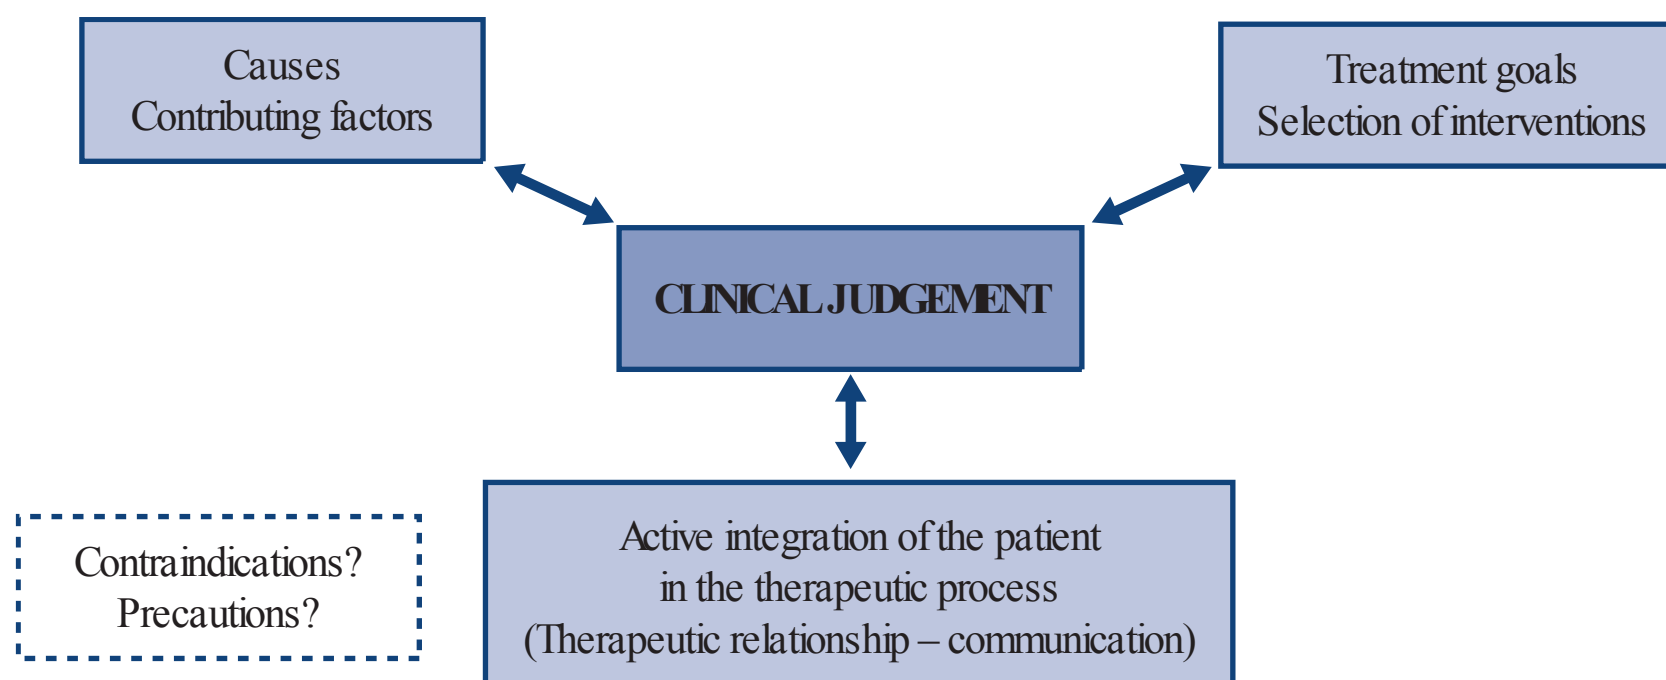 Causes
Contributing factors
Treatment goals
Selection of interventions
CLINICAL JUDGEMENT
Active integration of the patient
in the therapeutic process
(Therapeutic relationship – communication)
Contraindications?
Precautions?